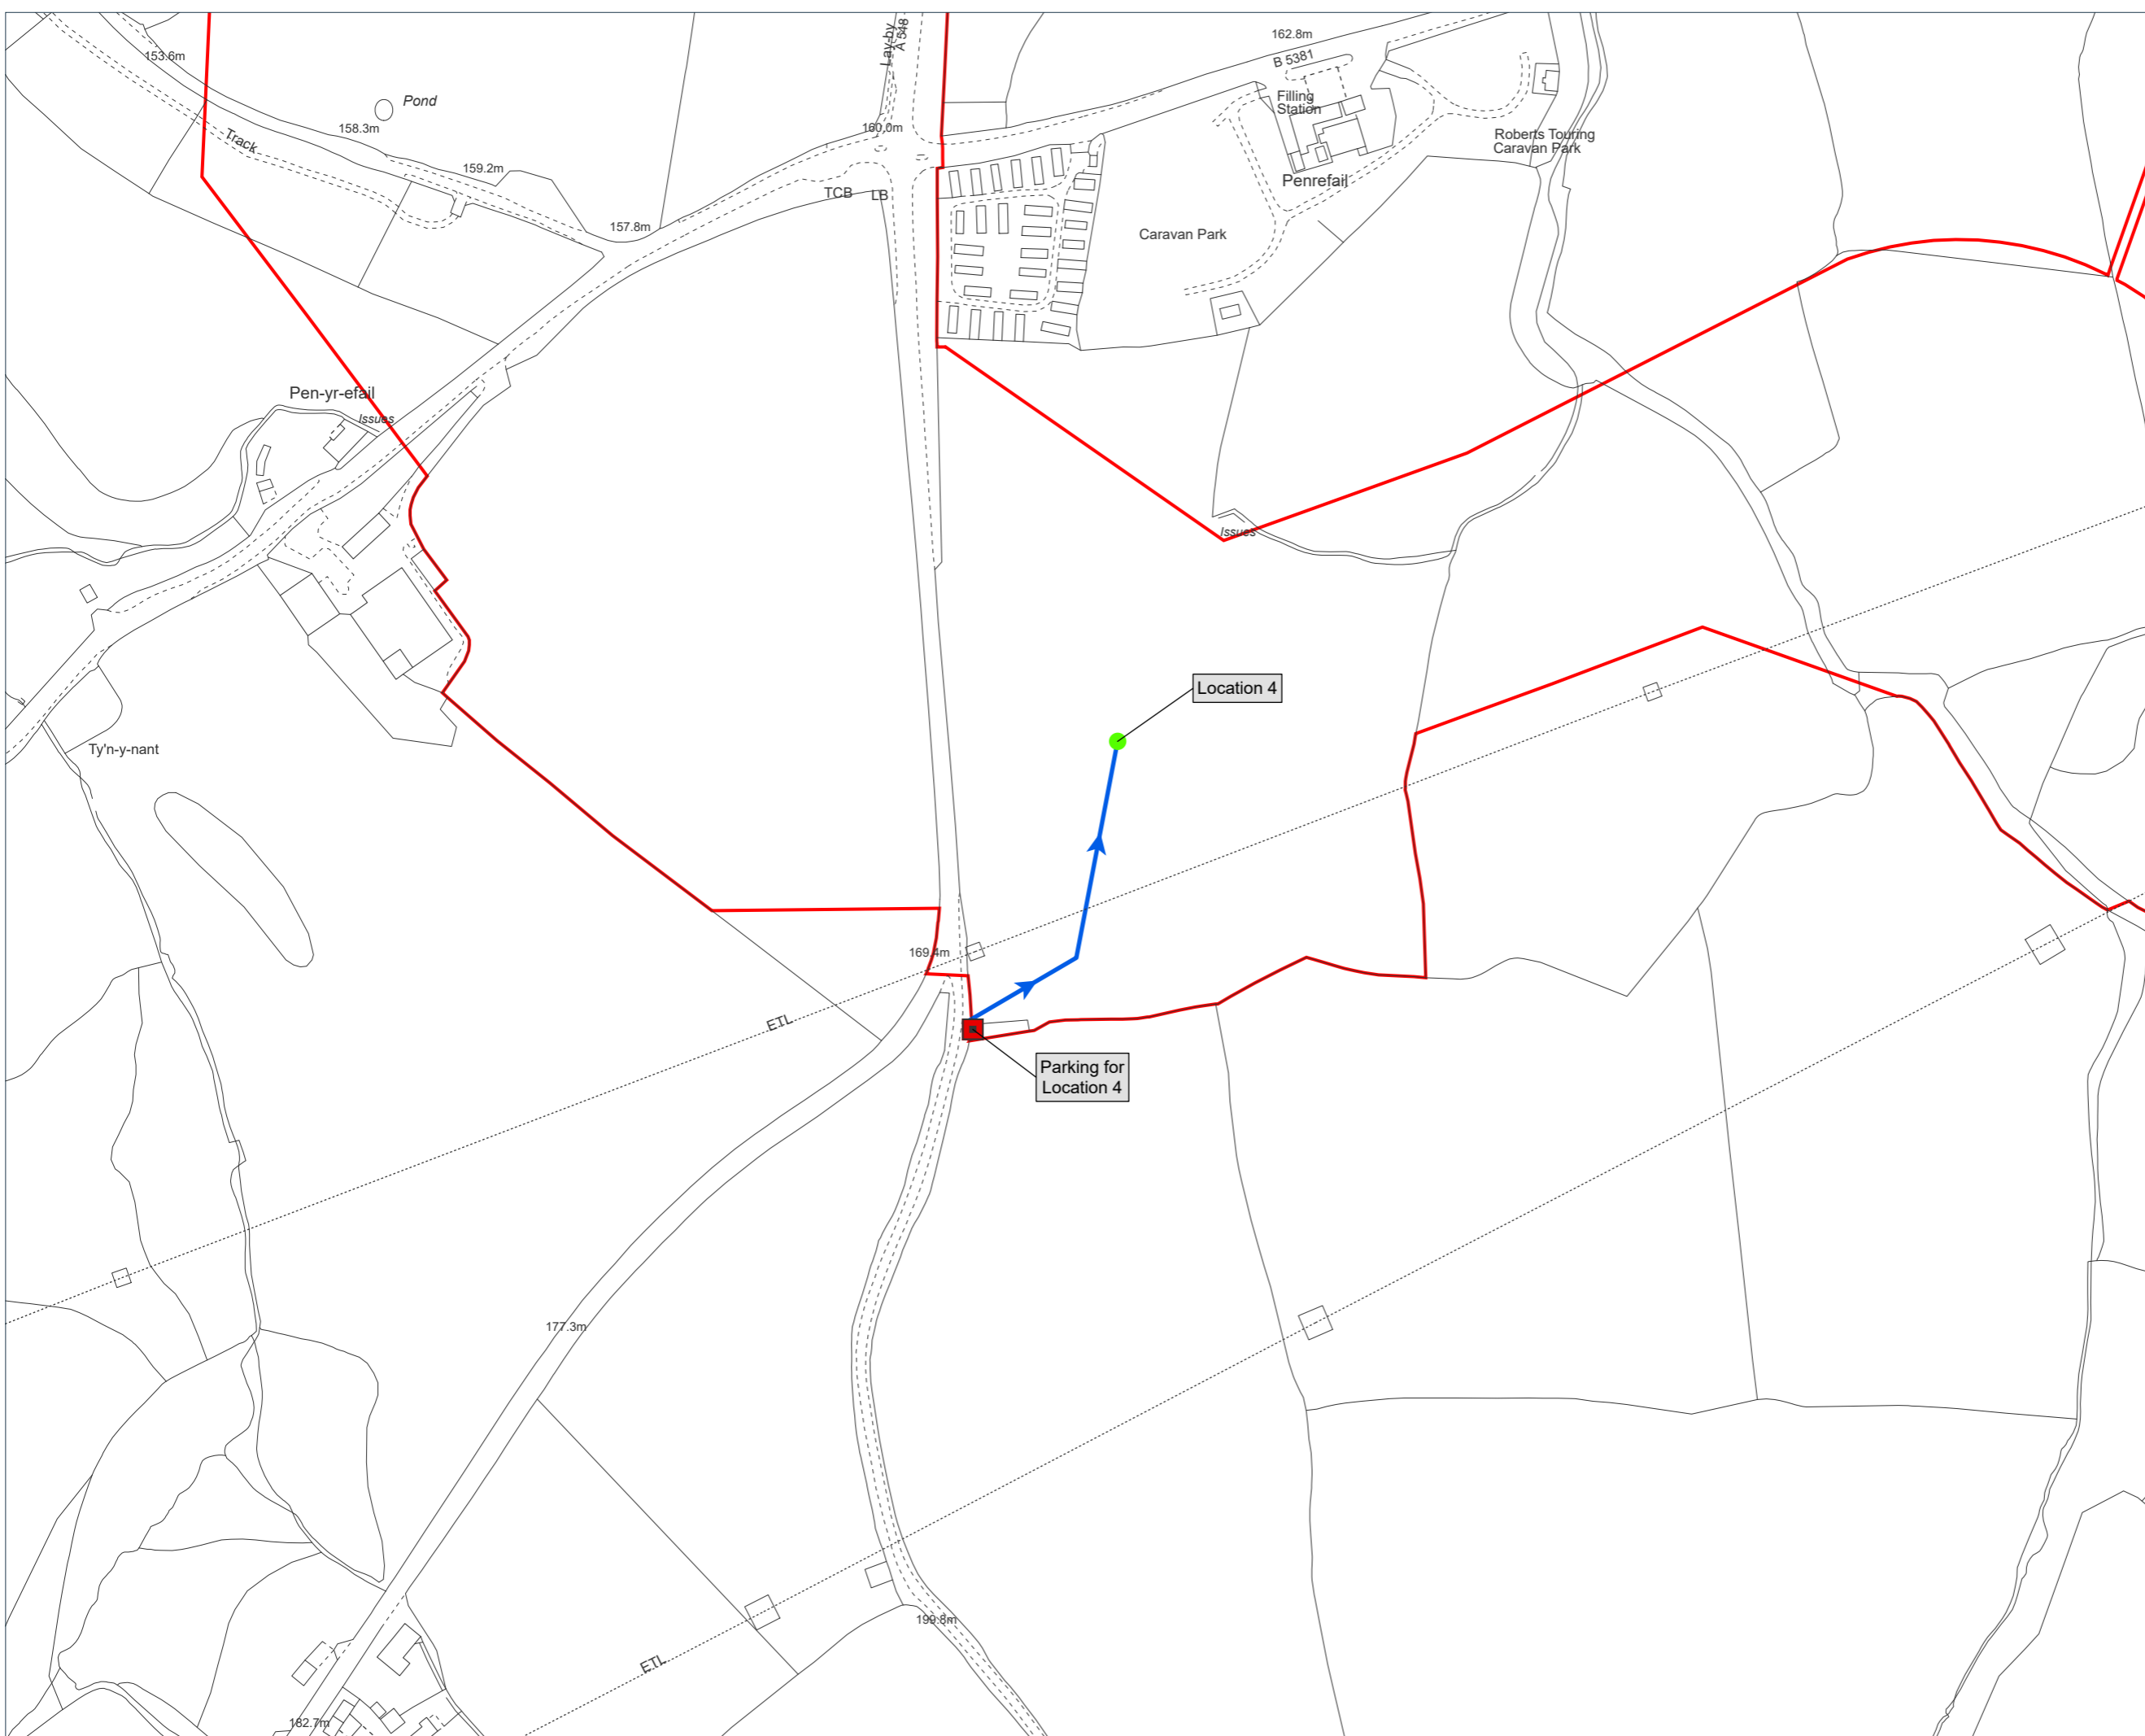 Lay-by
A 548
162.8m
153.6m
B 5381
Pond
Filling
Station
158.3m
160.0m
Track
Roberts Touring
Caravan Park
159.2m
Penrefail
TCB
LB
157.8m
Caravan Park
Pen-yr-efail
Issues
Issues
Location 4
Ty'n-y-nant
169.4m
ETL
Parking for
Location 4
177.3m
199.8m
ETL
182.7m